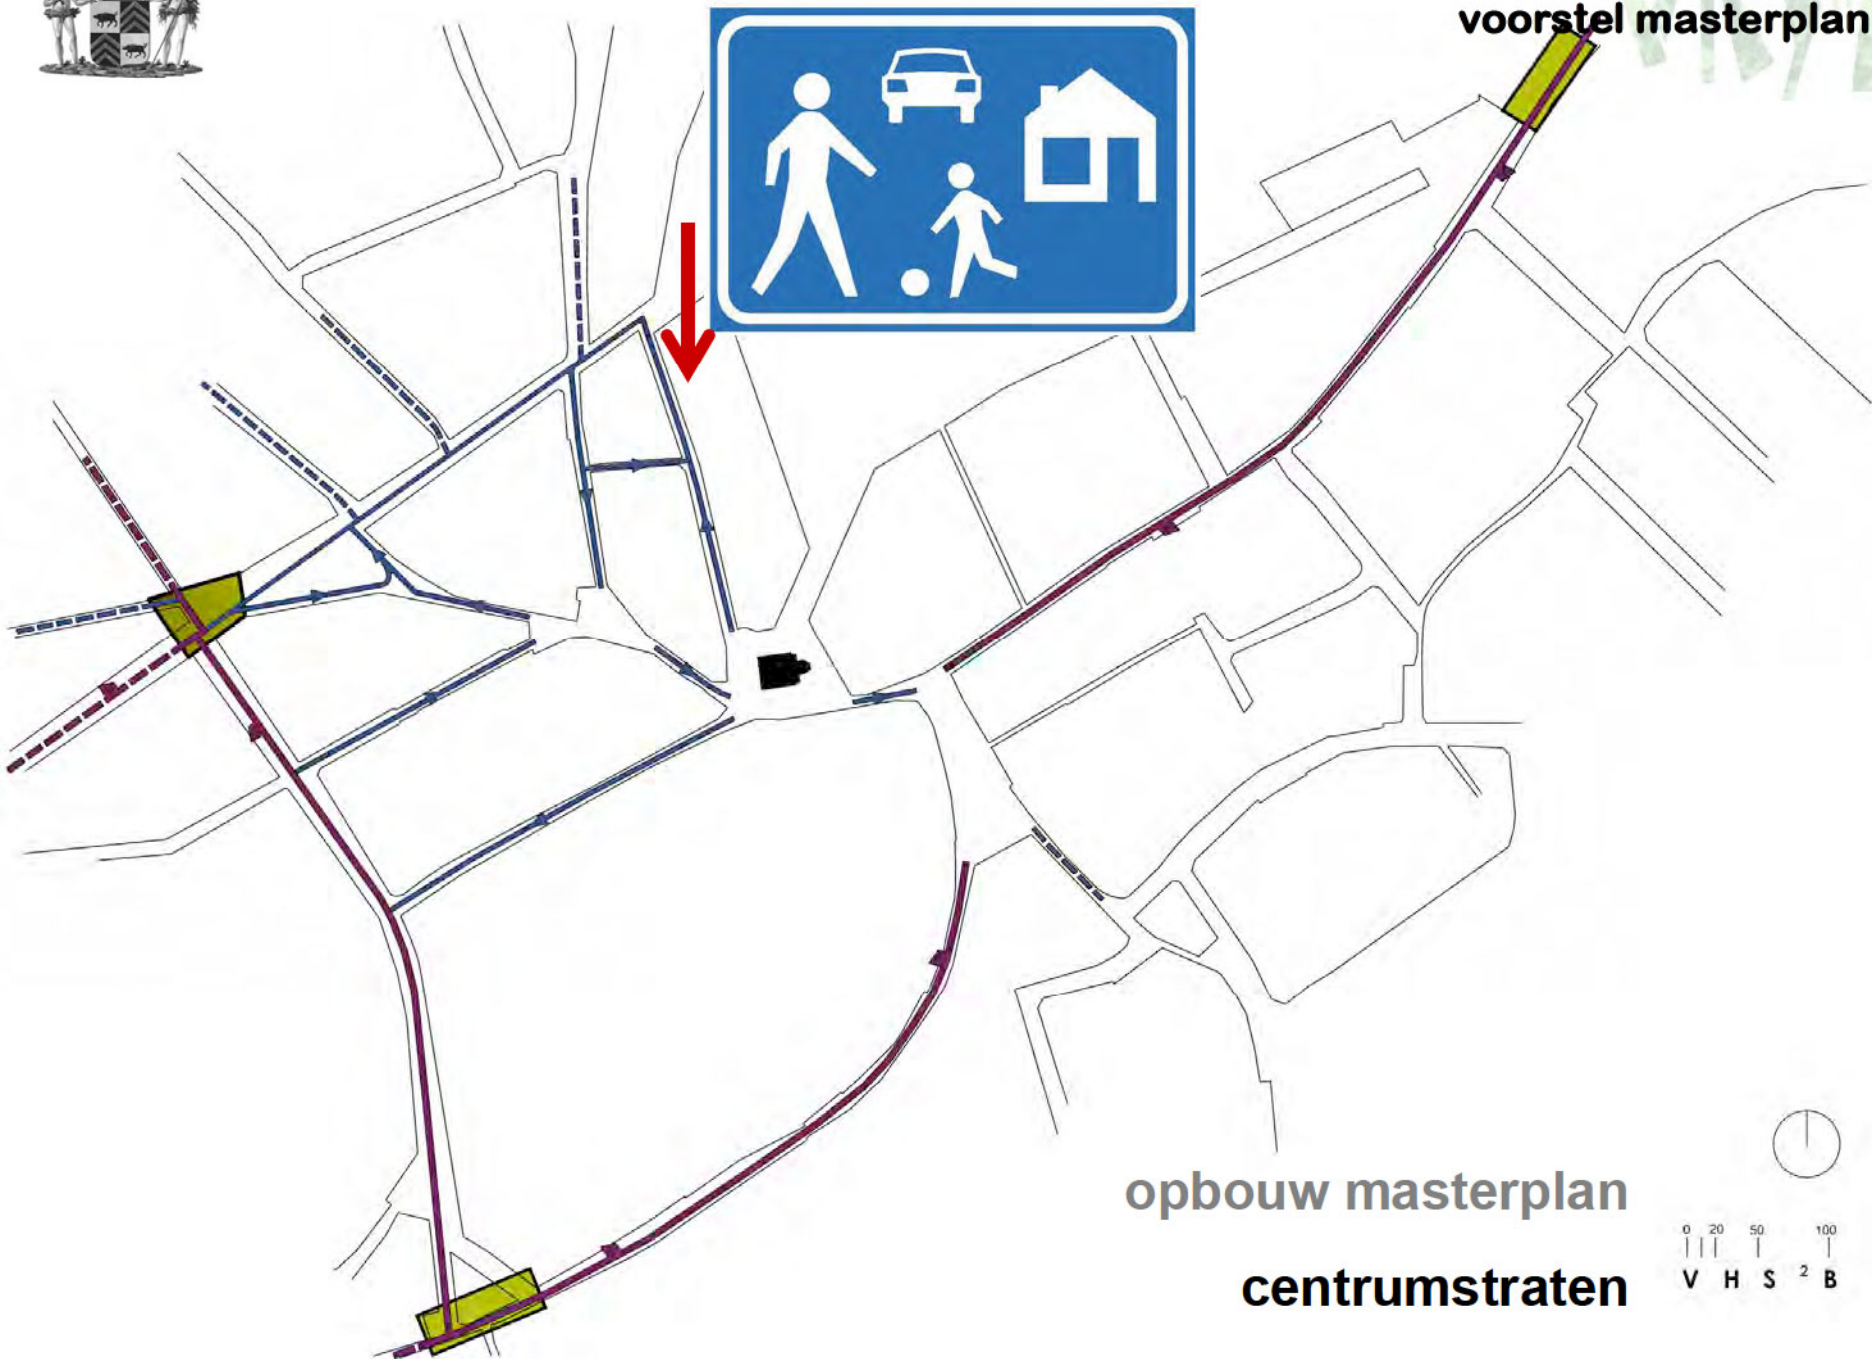 voorstel masterplan
opbouw masterplan
centrumstraten
0 20 50 100
V H S ² B